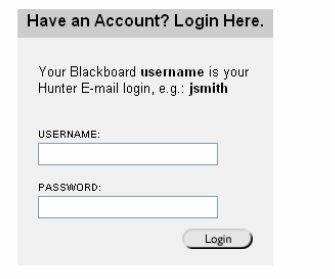 Have an Account? Login Here.
Your Blackboard username is your
Hunter E-mail login, e.g.: jsmith
USERNAME:
PASSWORD:
Login